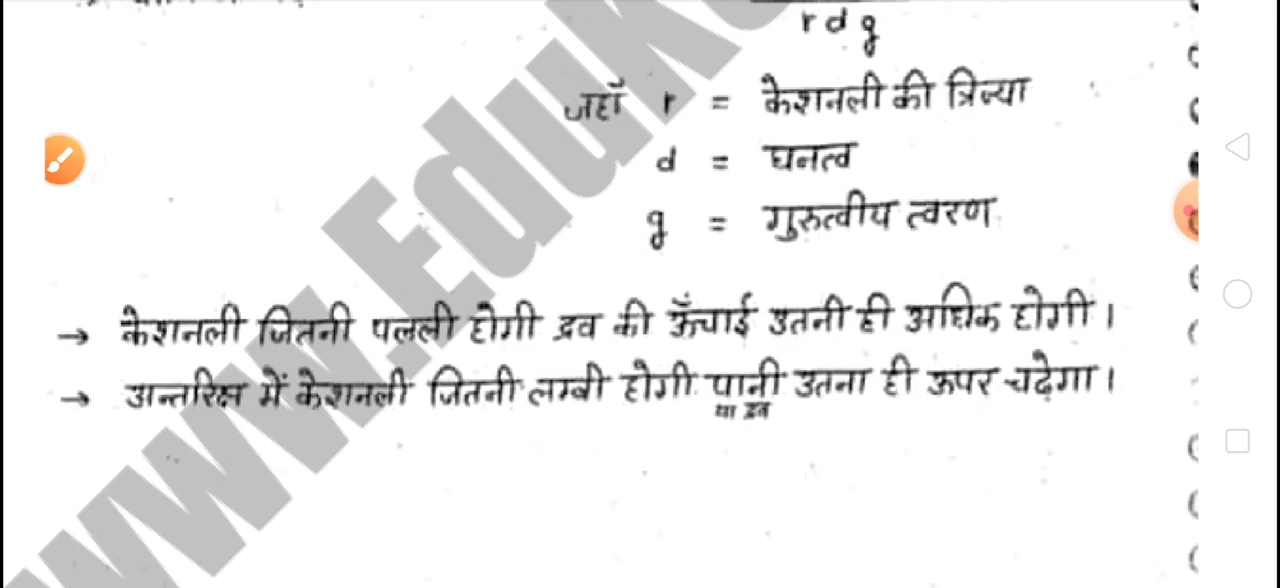 r d g
जहाँ r = केशनली की त्रिज्या
d = घनत्व
g = गुरुत्वीय त्वरण
→ केशनली जितनी पतली होगी द्रव की ऊँचाई उतनी ही अधिक होगी।
→ अन्तरिक्ष में केशनली जितनी लम्बी होगी पानी उतना ही ऊपर चढेगा।
या द्रव
www.Eduk